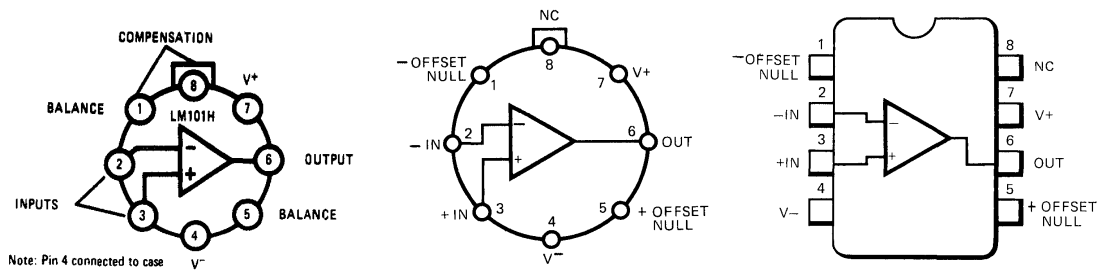 COMPENSATION
8
V+
BALANCE
1
LM101H
7
2
−
+
6
OUTPUT
INPUTS
3
5
BALANCE
4
Note: Pin 4 connected to case
V−
NC
8
−OFFSET
NULL
1
7
V+
−IN
2
−
+
6
OUT
+IN
3
5
+ OFFSET
NULL
4
V−
1
8
−OFFSET
NULL
NC
2
7
−IN
−
V+
3
6
+IN
+
OUT
4
5
V−
+ OFFSET
NULL